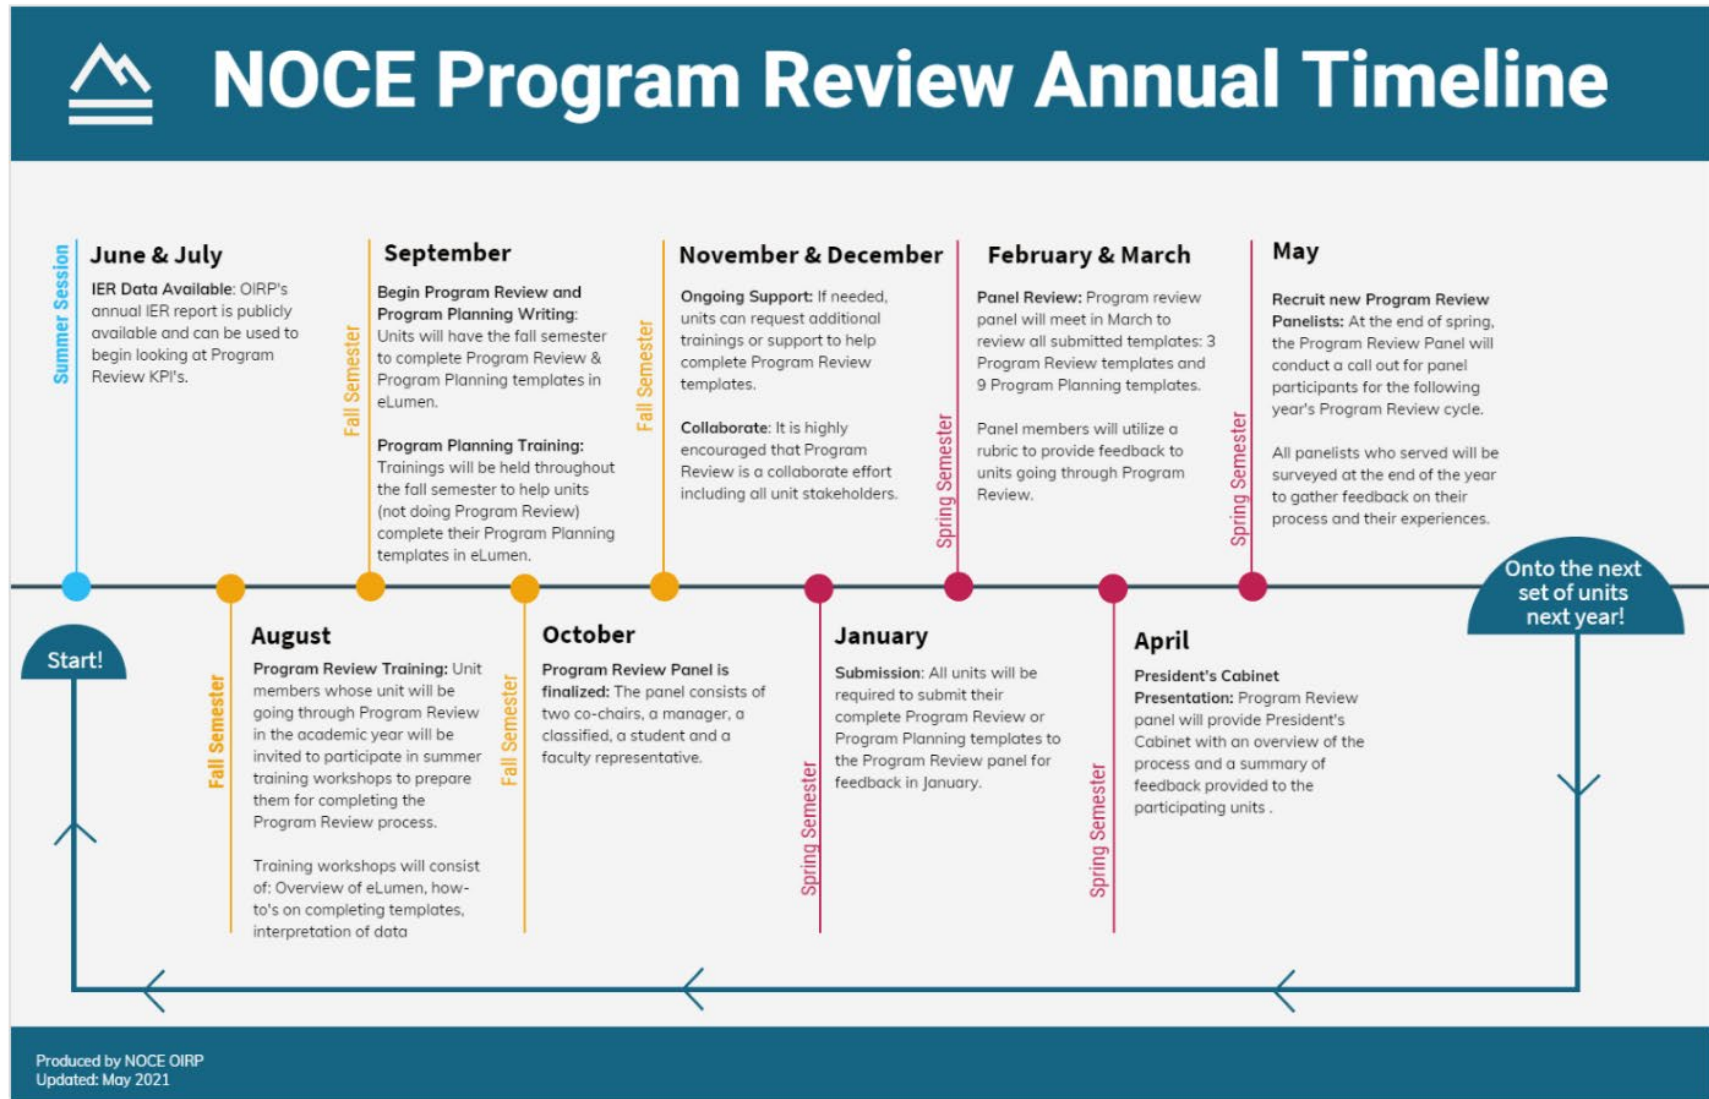 NOCE Program Review Annual Timeline
Summer Session
June & July
IER Data Available: OIRP's
annual IER report is publicly
available and can be used to
begin looking at Program
Review KPI's.
Fall Semester
September
Begin Program Review and
Program Planning Writing:
Units will have the fall semester
to complete Program Review &
Program Planning templates in
eLumen.
Program Planning Training:
Trainings will be held throughout
the fall semester to help units
(not doing Program Review)
complete their Program Planning
templates in eLumen.
Fall Semester
November & December
Ongoing Support: If needed,
units can request additional
trainings or support to help
complete Program Review
templates.
Collaborate: It is highly
encouraged that Program
Review is a collaborate effort
including all unit stakeholders.
Spring Semester
February & March
Panel Review: Program review
panel will meet in March to
review all submitted templates: 3
Program Review templates and
9 Program Planning templates.
Panel members will utilize a
rubric to provide feedback to
units going through Program
Review.
Spring Semester
May
Recruit new Program Review
Panelists: At the end of spring,
the Program Review Panel will
conduct a call out for panel
participants for the following
year's Program Review cycle.
All panelists who served will be
surveyed at the end of the year
to gather feedback on their
process and their experiences.
Onto the next
set of units
next year!
Start!
Fall Semester
August
Program Review Training: Unit
members whose unit will be
going through Program Review
in the academic year will be
invited to participate in summer
training workshops to prepare
them for completing the
Program Review process.
Training workshops will consist
of: Overview of eLumen, how-
to's on completing templates,
interpretation of data
Fall Semester
October
Program Review Panel is
finalized: The panel consists of
two co-chairs, a manager, a
classified, a student and a
faculty representative.
Spring Semester
January
Submission: All units will be
required to submit their
complete Program Review or
Program Planning templates to
the Program Review panel for
feedback in January.
Spring Semester
April
President's Cabinet
Presentation: Program Review
panel will provide President's
Cabinet with an overview of the
process and a summary of
feedback provided to the
participating units .
Produced by NOCE OIRP
Updated: May 2021